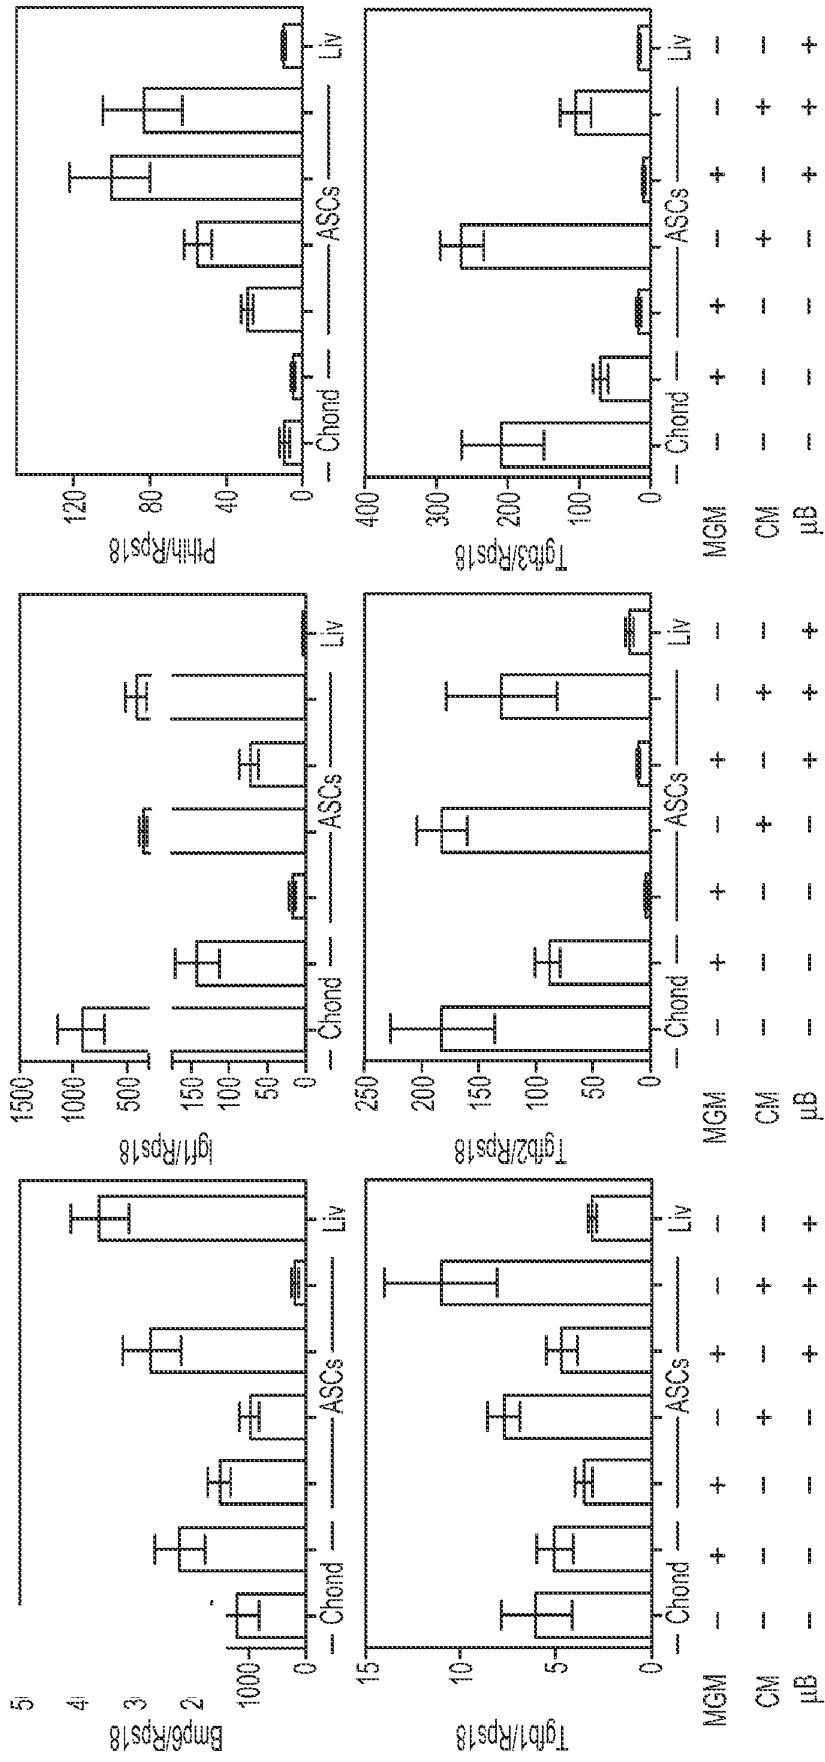 Bmp6/Rps18
5
4
3
2
1000
0
Chond
ASCs
Liv
Igf1/Rps18
1500
1000
500
150
100
50
0
Chond
ASCs
Liv
Pthlh/Rps18
120
80
40
0
Chond
ASCs
Liv
Tgfb1/Rps18
15
10
5
0
Chond
ASCs
Liv
Tgfb2/Rps18
250
200
150
100
50
0
Chond
ASCs
Liv
Tgfb3/Rps18
400
300
200
100
0
Chond
ASCs
Liv
MGM – + + – + – –
CM – – – + – + –
µB – – – – + + +
MGM – + + – + – –
CM – – – + – + –
µB – – – – + + +
MGM – + + – + – –
CM – – – + – + –
µB – – – – + + +